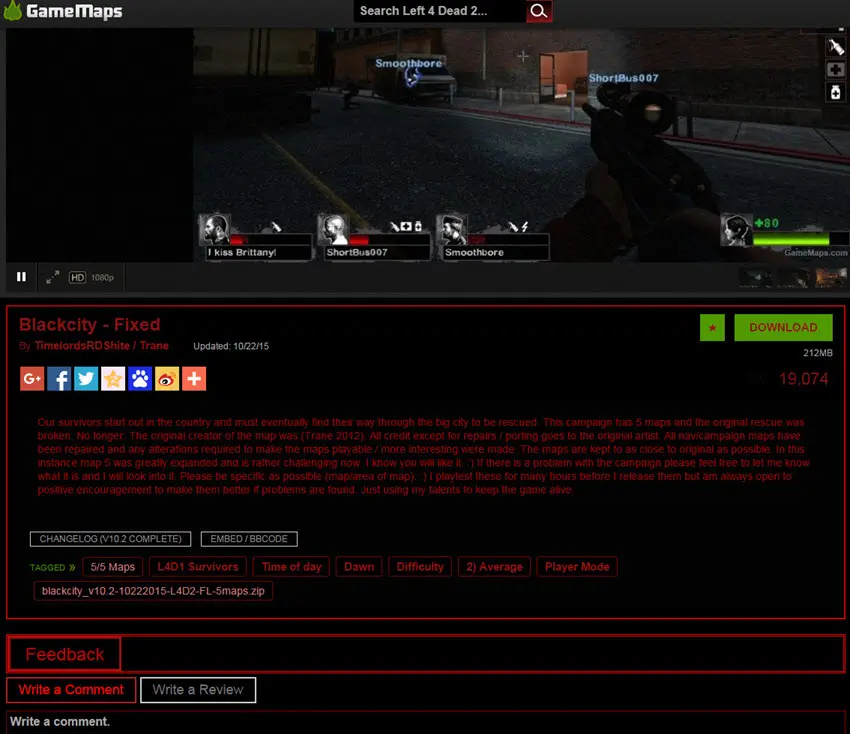 GameMaps
Search Left 4 Dead 2...
Smoothbore
ShortBus007
+80
I kiss Brittany!
ShortBus007
Smoothbore
GameMaps.com
HD 1080p
Blackcity - Fixed
DOWNLOAD
By TimelordsRDShite / Trane
Updated: 10/22/15
212MB
19,074
G+
Our survivors start out in the country and must eventually find their way through the big city to be rescued. This campaign has 5 maps and the original rescue was
broken. No longer. The original creator of the map was (Trane 2012). All credit except for repairs / porting goes to the original artist. All nav/campaign maps have
been repaired and any alterations required to make the maps playable / more interesting were made. The maps are kept to as close to original as possible. In this
instance map 5 was greatly expanded and is rather challenging now. I know you will like it. :) If there is a problem with the campaign please feel free to let me know
what it is and I will look into it. Please be specific as possible (map/area of map). :) I playtest these for many hours before I release them but am always open to
positive encouragement to make them better if problems are found. Just using my talents to keep the game alive.
CHANGELOG (V10.2 COMPLETE)
EMBED / BBCODE
TAGGED »
5/5 Maps
L4D1 Survivors
Time of day
Dawn
Difficulty
2) Average
Player Mode
blackcity_v10.2-10222015-L4D2-FL-5maps.zip
Feedback
Write a Comment
Write a Review
Write a comment.